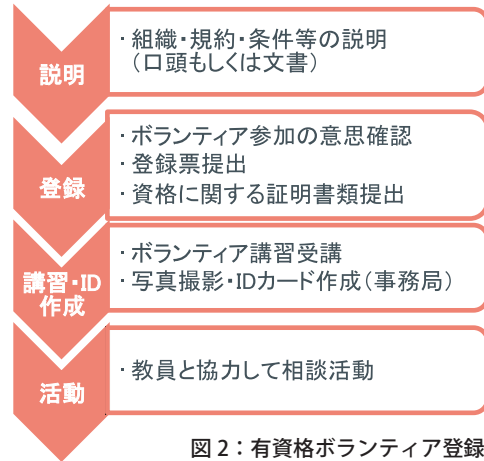 説明
・組織・規約・条件等の説明
（口頭もしくは文書）
登録
・ボランティア参加の意思確認
・登録票提出
・資格に関する証明書類提出
講習・ID
作成
・ボランティア講習受講
・写真撮影・IDカード作成（事務局）
活動
・教員と協力して相談活動
図2：有資格ボランティア登録